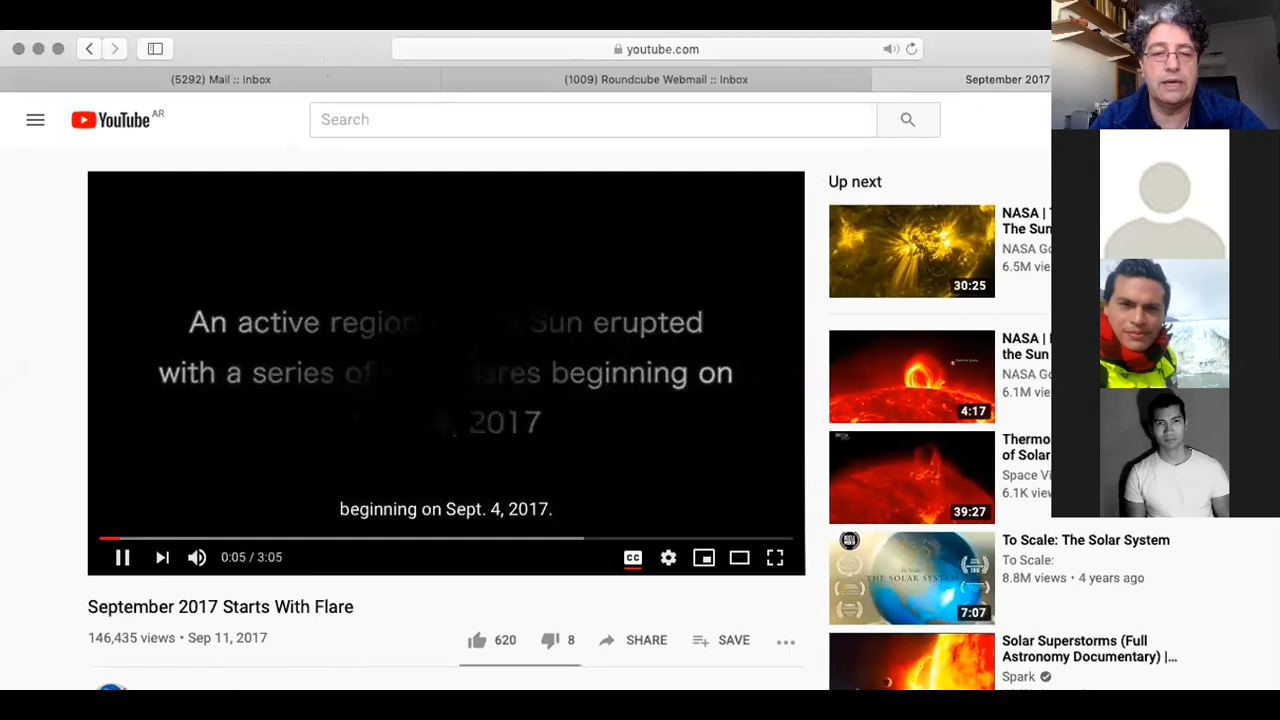 youtube.com
(5292) Mail :: Inbox
(1009) Roundcube Webmail :: Inbox
September 2017
YouTube AR
Search
An active region Sun erupted
with a series of beginning on
2017
beginning on Sept. 4, 2017.
0:05 / 3:05
CC
September 2017 Starts With Flare
146,435 views • Sep 11, 2017
620
8
SHARE
SAVE
Up next
30:25
NASA |
The Sun
NASA
6.5M
4:17
NASA |
the Sun
NASA
6.1M
39:27
of Solar
Space
6.1K
THE SOLAR SYSTEM
7:07
To Scale: The Solar System
To Scale:
8.8M views • 4 years ago
Solar Superstorms (Full
Astronomy Documentary) |...
Spark